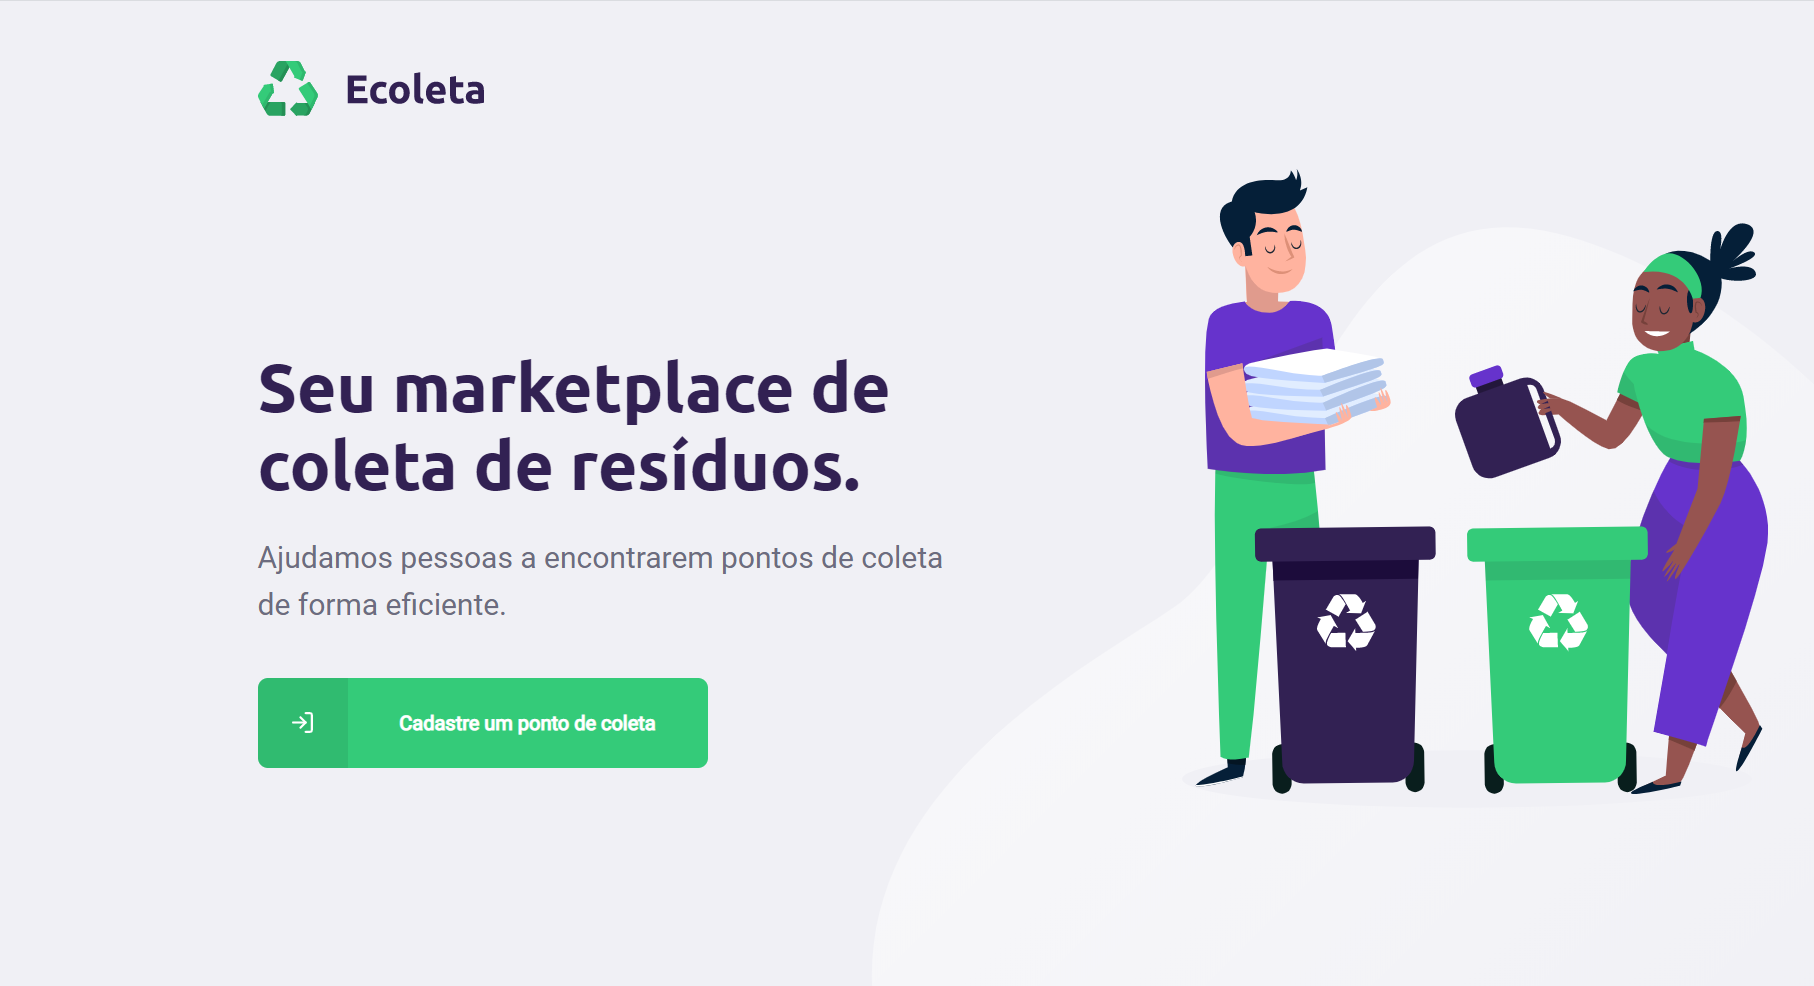 Ecoleta
Seu marketplace de
coleta de resíduos.
Ajudamos pessoas a encontrarem pontos de coleta
de forma eficiente.
Cadastre um ponto de coleta